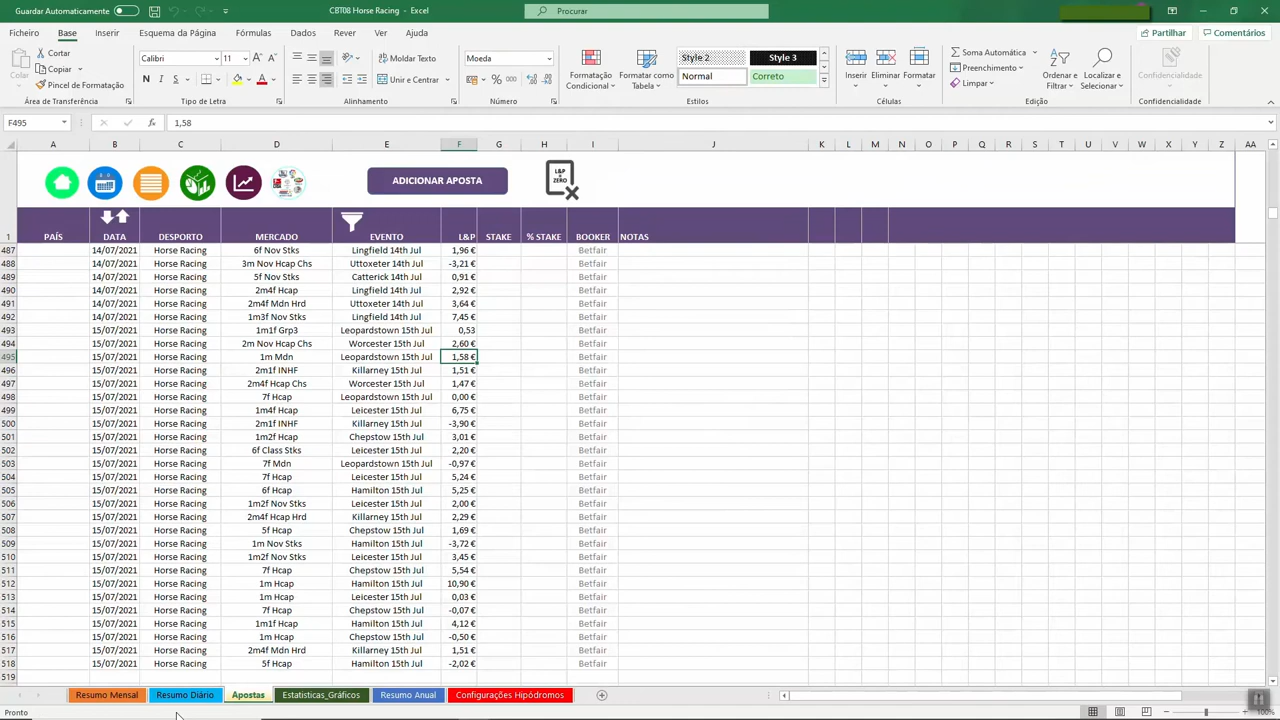 Guardar Automaticamente
CBT08 Horse Racing - Excel
Procurar
Ficheiro Base Inserir Esquema da Página Fórmulas Dados Rever Ver Ajuda
Partilhar Comentários
Colar
Cortar
Copiar
Pincel de Formatação
Área de Transferência
Calibri 11
N S
Tipo de Letra
Moldar Texto
Unir e Centrar
Alinhamento
Moeda
% 000
Número
Formatação Condicional
Formatar como Tabela
Style 2 Style 3
Normal Correto
Estilos
Inserir Eliminar Formatar
Células
Soma Automática
Preenchimento
Limpar
Ordenar e Filtrar
Localizar e Selecionar
Edição
Confidencialidade
Confidencialidade
F495 fx 1,58
A B C D E F G H I J K L M N O P Q R S T U V W X Y Z AA
ADICIONAR APOSTA
L&P ZERO
1 PAÍS DATA DESPORTO MERCADO EVENTO L&P STAKE % STAKE BOOKER NOTAS
487 14/07/2021 Horse Racing 6f Nov Stks Lingfield 14th Jul 1,96 € Betfair
488 14/07/2021 Horse Racing 3m Nov Hcap Chs Uttoxeter 14th Jul -3,21 € Betfair
489 14/07/2021 Horse Racing 5f Nov Stks Catterick 14th Jul 0,91 € Betfair
490 14/07/2021 Horse Racing 2m4f Hcap Lingfield 14th Jul 2,92 € Betfair
491 14/07/2021 Horse Racing 2m4f Mdn Hrd Uttoxeter 14th Jul 3,64 € Betfair
492 14/07/2021 Horse Racing 1m3f Nov Stks Lingfield 14th Jul 7,45 € Betfair
493 15/07/2021 Horse Racing 1m1f Grp3 Leopardstown 15th Jul 0,53 Betfair
494 15/07/2021 Horse Racing 2m Nov Hcap Chs Worcester 15th Jul 2,60 € Betfair
495 15/07/2021 Horse Racing 1m Mdn Leopardstown 15th Jul 1,58 € Betfair
496 15/07/2021 Horse Racing 2m1f INHF Killarney 15th Jul 1,51 € Betfair
497 15/07/2021 Horse Racing 2m4f Hcap Chs Worcester 15th Jul 1,47 € Betfair
498 15/07/2021 Horse Racing 7f Hcap Leopardstown 15th Jul 0,00 € Betfair
499 15/07/2021 Horse Racing 1m4f Hcap Leicester 15th Jul 6,75 € Betfair
500 15/07/2021 Horse Racing 2m1f INHF Killarney 15th Jul -3,90 € Betfair
501 15/07/2021 Horse Racing 1m2f Hcap Chepstow 15th Jul 3,01 € Betfair
502 15/07/2021 Horse Racing 6f Class Stks Leicester 15th Jul 2,20 € Betfair
503 15/07/2021 Horse Racing 7f Mdn Leopardstown 15th Jul -0,97 € Betfair
504 15/07/2021 Horse Racing 7f Hcap Leicester 15th Jul 5,24 € Betfair
505 15/07/2021 Horse Racing 6f Hcap Hamilton 15th Jul 5,25 € Betfair
506 15/07/2021 Horse Racing 1m2f Nov Stks Leicester 15th Jul 2,00 € Betfair
507 15/07/2021 Horse Racing 2m4f Hcap Hrd Killarney 15th Jul 2,29 € Betfair
508 15/07/2021 Horse Racing 5f Hcap Chepstow 15th Jul 1,69 € Betfair
509 15/07/2021 Horse Racing 1m Nov Stks Hamilton 15th Jul -3,72 € Betfair
510 15/07/2021 Horse Racing 1m2f Nov Stks Leicester 15th Jul 3,45 € Betfair
511 15/07/2021 Horse Racing 7f Hcap Chepstow 15th Jul 5,54 € Betfair
512 15/07/2021 Horse Racing 1m Hcap Hamilton 15th Jul 10,90 € Betfair
513 15/07/2021 Horse Racing 1m Hcap Leicester 15th Jul 0,03 € Betfair
514 15/07/2021 Horse Racing 7f Hcap Chepstow 15th Jul -0,07 € Betfair
515 15/07/2021 Horse Racing 1m1f Hcap Hamilton 15th Jul 4,12 € Betfair
516 15/07/2021 Horse Racing 1m Hcap Chepstow 15th Jul -0,50 € Betfair
517 15/07/2021 Horse Racing 2m4f Mdn Hrd Killarney 15th Jul 1,51 € Betfair
518 15/07/2021 Horse Racing 5f Hcap Hamilton 15th Jul -2,02 € Betfair
519
Resumo Mensal Resumo Diário Apostas Estatisticas_Gráficos Resumo Anual Configurações Hipódromos
Pronto
100%